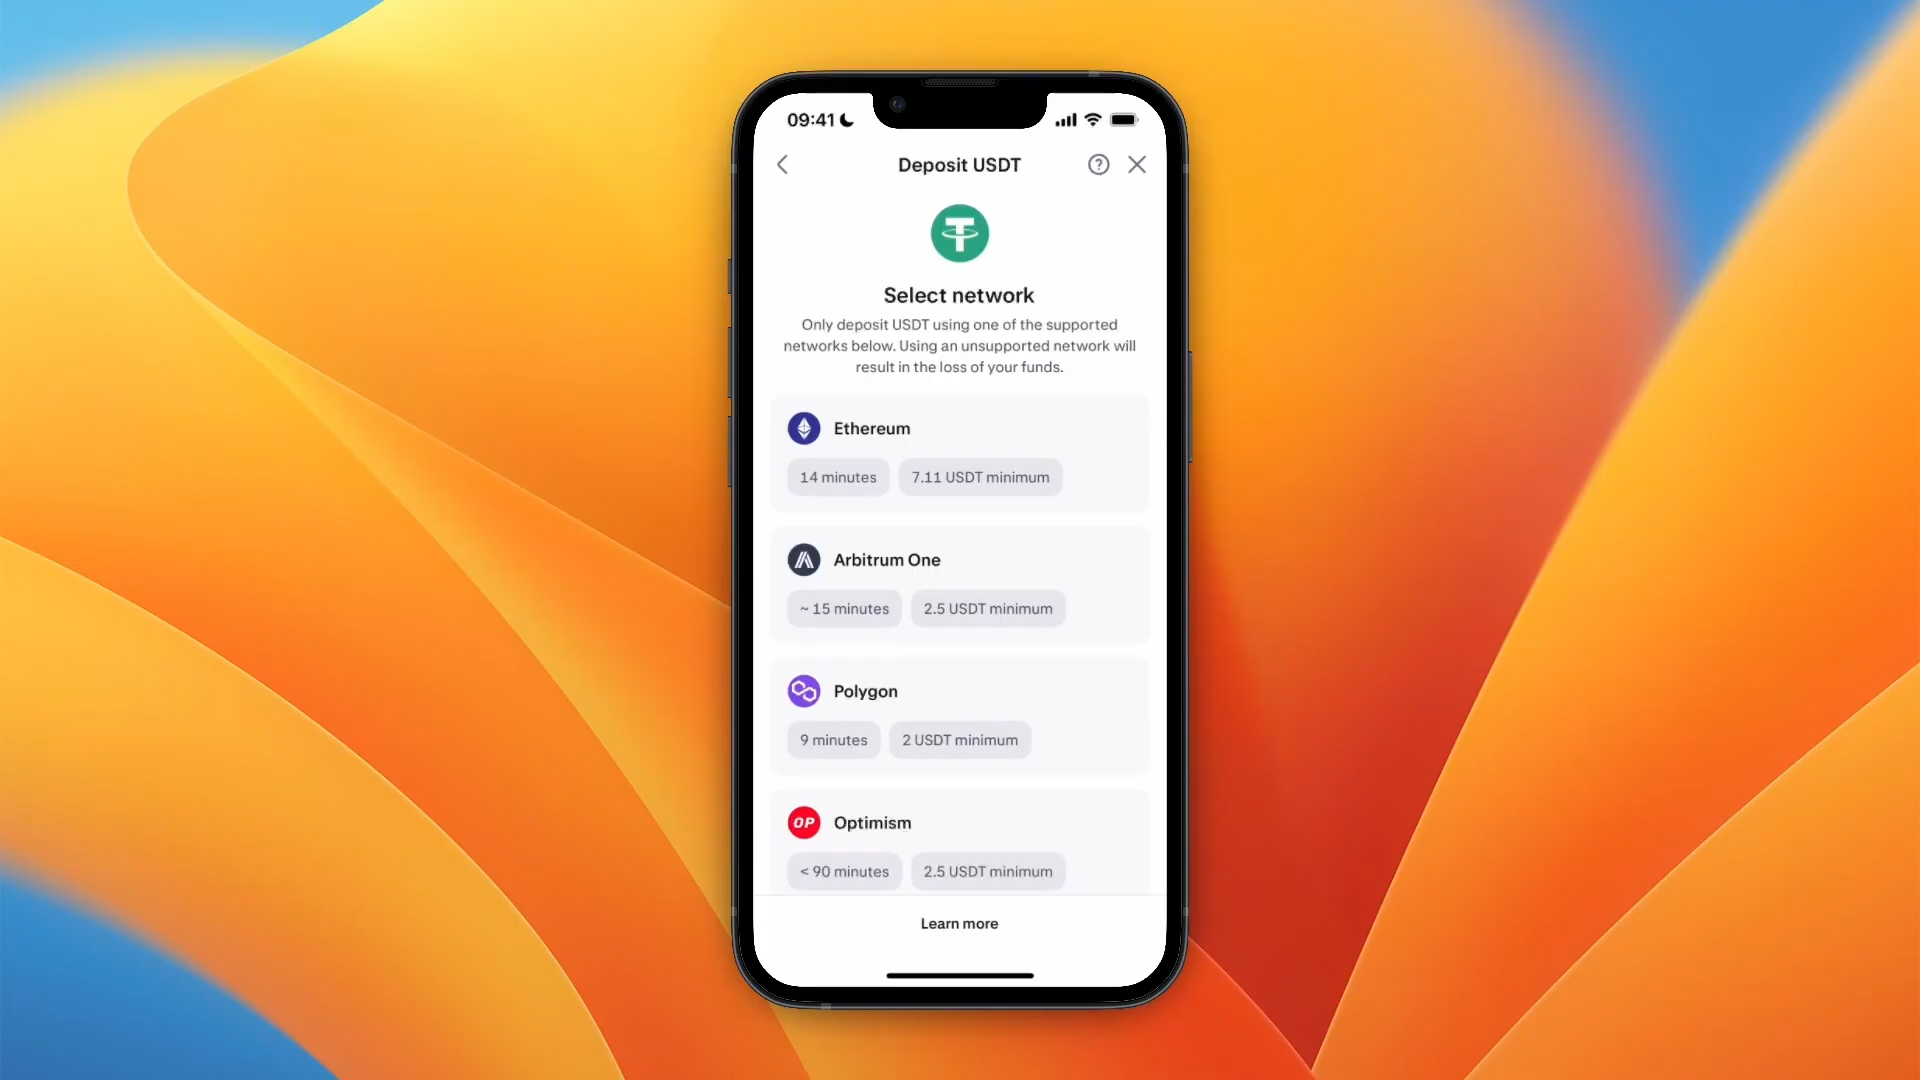 09:41
Deposit USDT
Select network
Only deposit USDT using one of the supported
networks below. Using an unsupported network will
result in the loss of your funds.
Ethereum
14 minutes 7.11 USDT minimum
Arbitrum One
~ 15 minutes 2.5 USDT minimum
Polygon
9 minutes 2 USDT minimum
OP Optimism
< 90 minutes 2.5 USDT minimum
Learn more